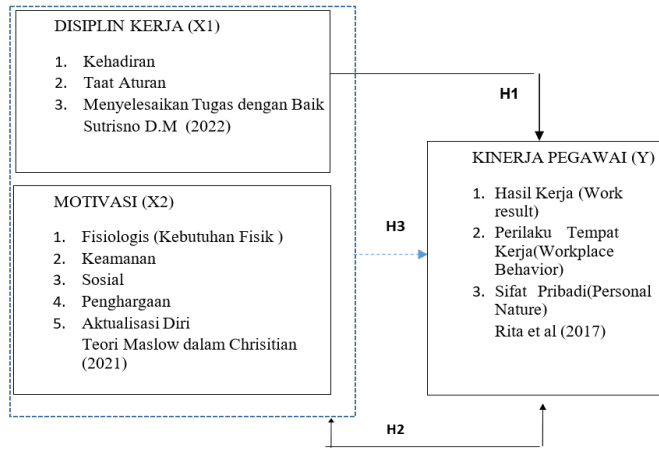 DISIPLIN KERJA (X1)
1. Kehadiran
2. Taat Aturan
3. Menyelesaikan Tugas dengan Baik
Sutrisno D.M (2022)
H1
MOTIVASI (X2)
1. Fisiologis (Kebutuhan Fisik )
2. Keamanan
3. Sosial
4. Penghargaan
5. Aktualisasi Diri
Teori Maslow dalam Chrisitian
(2021)
H3
KINERJA PEGAWAI (Y)
1. Hasil Kerja (Work
result)
2. Perilaku Tempat
Kerja(Workplace
Behavior)
3. Sifat Pribadi(Personal
Nature)
Rita et al (2017)
H2